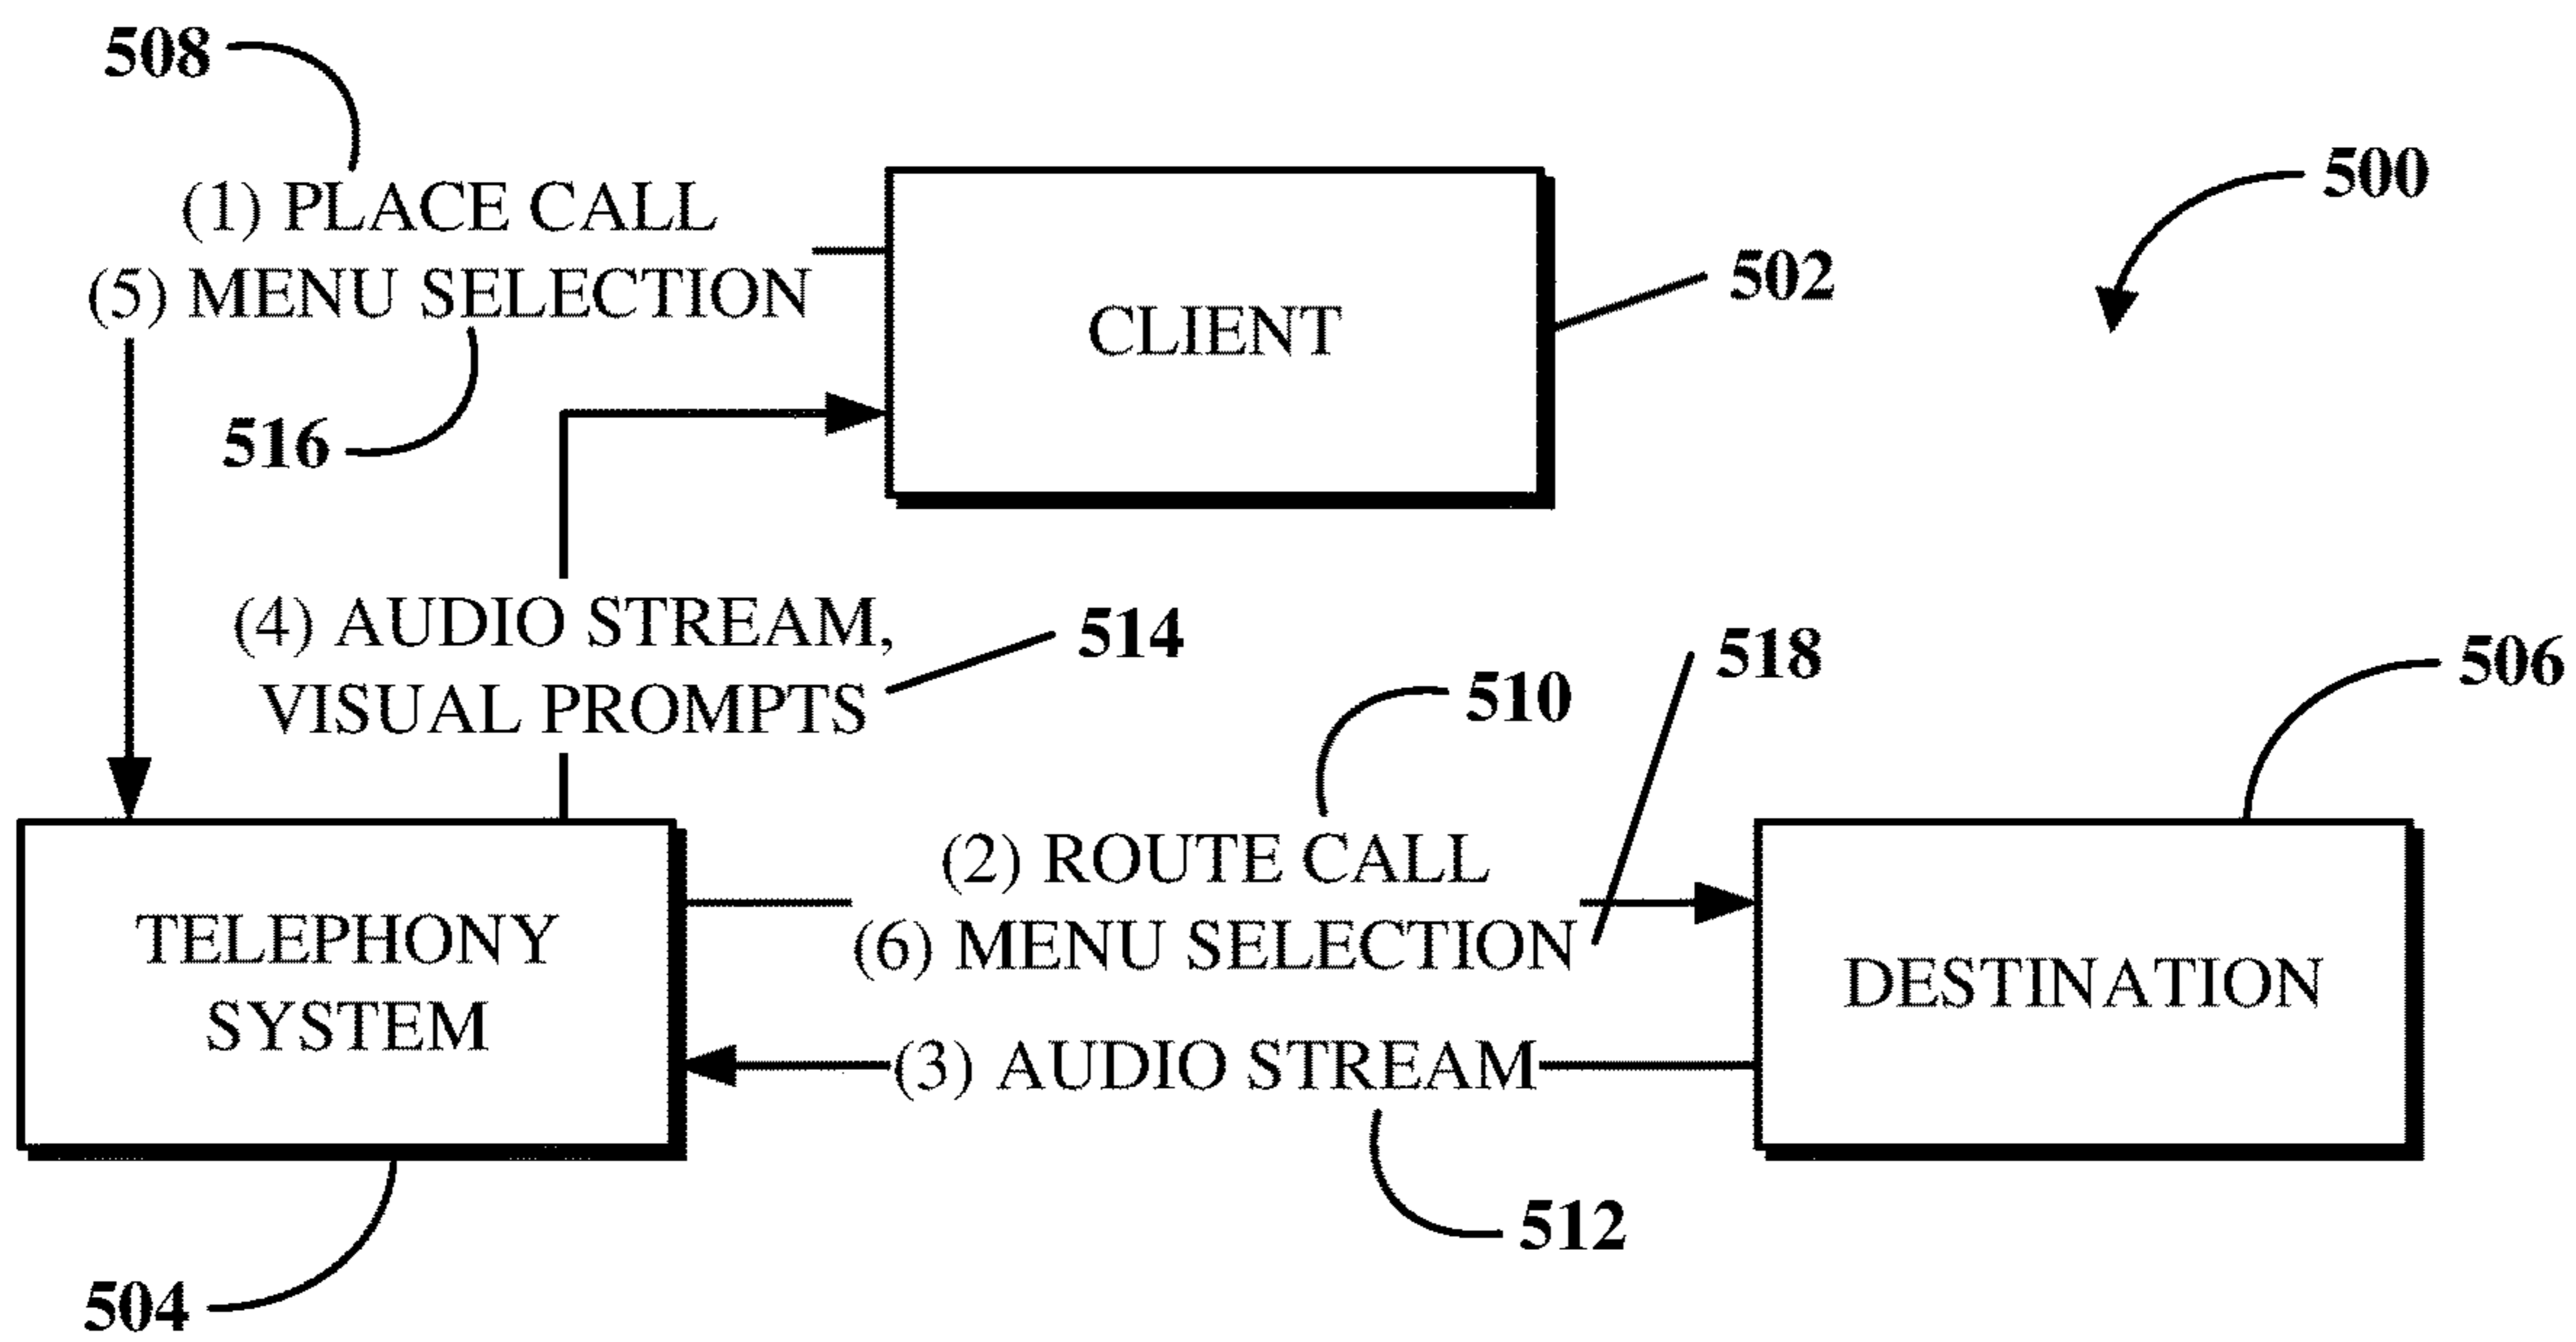 508
(1) PLACE CALL
(5) MENU SELECTION
516
CLIENT
502
500
(4) AUDIO STREAM,
VISUAL PROMPTS
514
518
510
506
(2) ROUTE CALL
(6) MENU SELECTION
TELEPHONY
SYSTEM
DESTINATION
(3) AUDIO STREAM
512
504